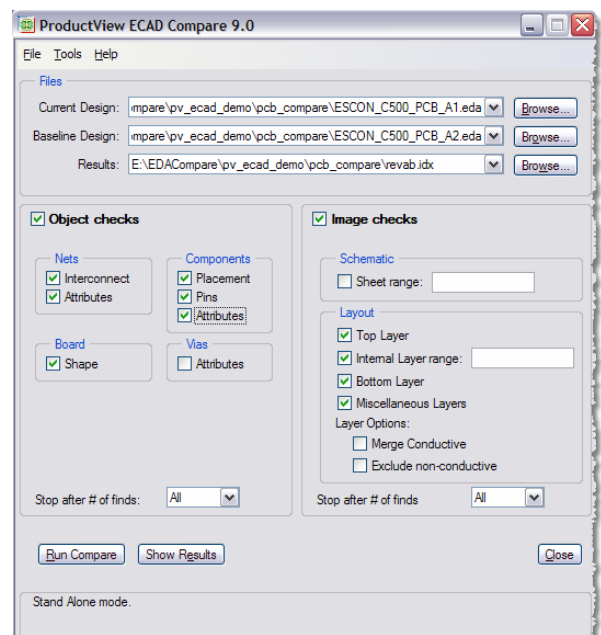 ProductView ECAD Compare 9.0
File Tools Help
Files
Current Design: mpare\pv_ecad_demo\pcb_compare\ESCON_C500_PCB_A1.eda Browse...
Baseline Design: mpare\pv_ecad_demo\pcb_compare\ESCON_C500_PCB_A2.eda Browse...
Results: E:\EDACompare\pv_ecad_demo\pcb_compare\revab.idx Browse...
Object checks
Nets
Interconnect
Attributes
Components
Placement
Pins
Attributes
Board
Shape
Vias
Attributes
Stop after # of finds: All
Image checks
Schematic
Sheet range:
Layout
Top Layer
Internal Layer range:
Bottom Layer
Miscellaneous Layers
Layer Options:
Merge Conductive
Exclude non-conductive
Stop after # of finds All
Run Compare Show Results Close
Stand Alone mode.